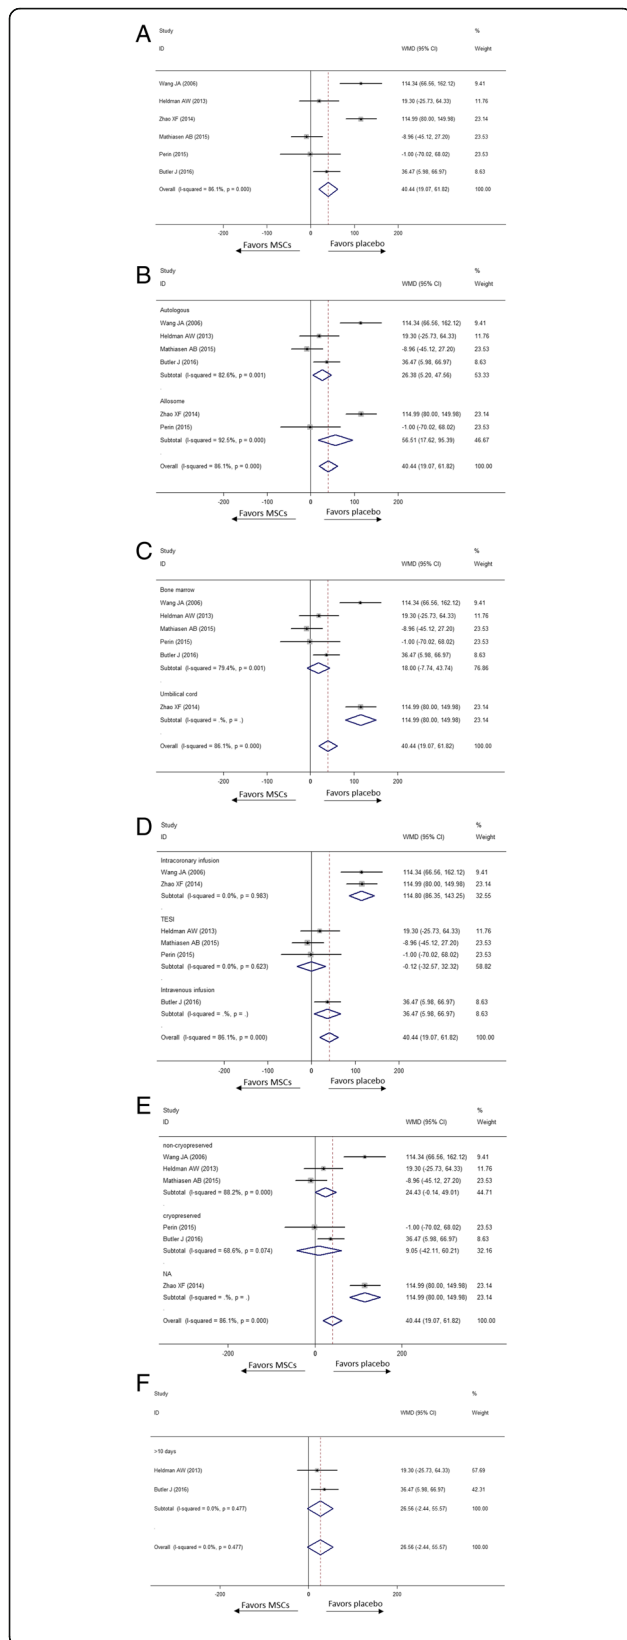 A
Study %
ID WMD (95% CI) Weight
Wang JA (2006) 114.34 (66.56, 162.12) 9.41
Heldman AW (2013) 19.30 (-25.73, 64.33) 11.76
Zhao XF (2014) 114.99 (80.00, 149.98) 23.14
Mathiasen AB (2015) -8.96 (-45.12, 27.20) 23.53
Perin (2015) -1.00 (-70.02, 68.02) 23.53
Butler J (2016) 36.47 (5.98, 66.97) 8.63
Overall (I-squared = 86.1%, p = 0.000) 40.44 (19.07, 61.82) 100.00
-200 -100 0 100 200
Favors MSCs Favors placebo
B
Study %
ID WMD (95% CI) Weight
Autologous
Wang JA (2006) 114.34 (66.56, 162.12) 9.41
Heldman AW (2013) 19.30 (-25.73, 64.33) 11.76
Mathiasen AB (2015) -8.96 (-45.12, 27.20) 23.53
Butler J (2016) 36.47 (5.98, 66.97) 8.63
Subtotal (I-squared = 82.6%, p = 0.001) 26.38 (5.20, 47.56) 53.33
.
Allosome
Zhao XF (2014) 114.99 (80.00, 149.98) 23.14
Perin (2015) -1.00 (-70.02, 68.02) 23.53
Subtotal (I-squared = 92.5%, p = 0.000) 56.51 (17.62, 95.39) 46.67
.
Overall (I-squared = 86.1%, p = 0.000) 40.44 (19.07, 61.82) 100.00
-200 -100 0 100 200
Favors MSCs Favors placebo
C
Study %
ID WMD (95% CI) Weight
Bone marrow
Wang JA (2006) 114.34 (66.56, 162.12) 9.41
Heldman AW (2013) 19.30 (-25.73, 64.33) 11.76
Mathiasen AB (2015) -8.96 (-45.12, 27.20) 23.53
Perin (2015) -1.00 (-70.02, 68.02) 23.53
Butler J (2016) 36.47 (5.98, 66.97) 8.63
Subtotal (I-squared = 79.4%, p = 0.001) 18.00 (-7.74, 43.74) 76.86
.
Umbilical cord
Zhao XF (2014) 114.99 (80.00, 149.98) 23.14
Subtotal (I-squared = .%, p = .) 114.99 (80.00, 149.98) 23.14
.
Overall (I-squared = 86.1%, p = 0.000) 40.44 (19.07, 61.82) 100.00
-200 -100 0 100 200
Favors MSCs Favors placebo
D
Study %
ID WMD (95% CI) Weight
Intracoronary infusion
Wang JA (2006) 114.34 (66.56, 162.12) 9.41
Zhao XF (2014) 114.99 (80.00, 149.98) 23.14
Subtotal (I-squared = 0.0%, p = 0.983) 114.80 (86.35, 143.25) 32.55
.
TESI
Heldman AW (2013) 19.30 (-25.73, 64.33) 11.76
Mathiasen AB (2015) -8.96 (-45.12, 27.20) 23.53
Perin (2015) -1.00 (-70.02, 68.02) 23.53
Subtotal (I-squared = 0.0%, p = 0.623) -0.12 (-32.57, 32.32) 58.82
.
Intravenous infusion
Butler J (2016) 36.47 (5.98, 66.97) 8.63
Subtotal (I-squared = .%, p = .) 36.47 (5.98, 66.97) 8.63
.
Overall (I-squared = 86.1%, p = 0.000) 40.44 (19.07, 61.82) 100.00
-200 -100 0 100 200
Favors MSCs Favors placebo
E
Study %
ID WMD (95% CI) Weight
non-cryopreserved
Wang JA (2006) 114.34 (66.56, 162.12) 9.41
Heldman AW (2013) 19.30 (-25.73, 64.33) 11.76
Mathiasen AB (2015) -8.96 (-45.12, 27.20) 23.53
Subtotal (I-squared = 88.2%, p = 0.000) 24.43 (-0.14, 49.01) 44.71
.
cryopreserved
Perin (2015) -1.00 (-70.02, 68.02) 23.53
Butler J (2016) 36.47 (5.98, 66.97) 8.63
Subtotal (I-squared = 68.6%, p = 0.074) 9.05 (-42.11, 60.21) 32.16
.
NA
Zhao XF (2014) 114.99 (80.00, 149.98) 23.14
Subtotal (I-squared = .%, p = .) 114.99 (80.00, 149.98) 23.14
.
Overall (I-squared = 86.1%, p = 0.000) 40.44 (19.07, 61.82) 100.00
-200 0 200
Favors MSCs Favors placebo
F
Study %
ID WMD (95% CI) Weight
>10 days
Heldman AW (2013) 19.30 (-25.73, 64.33) 57.69
Butler J (2016) 36.47 (5.98, 66.97) 42.31
Subtotal (I-squared = 0.0%, p = 0.477) 26.56 (-2.44, 55.57) 100.00
.
Overall (I-squared = 0.0%, p = 0.477) 26.56 (-2.44, 55.57) 100.00
-200 -100 0 100 200
Favors MSCs Favors placebo